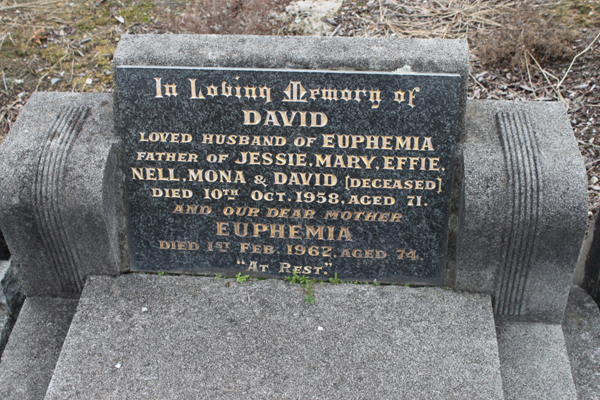 In Loving Memory of
DAVID
LOVED HUSBAND OF EUPHEMIA
FATHER OF JESSIE, MARY, EFFIE,
NELL, MONA & DAVID (DECEASED)
DIED 10TH OCT. 1958, AGED 71.
AND OUR DEAR MOTHER
EUPHEMIA
DIED 1ST FEB. 1962, AGED 74.
"AT REST."